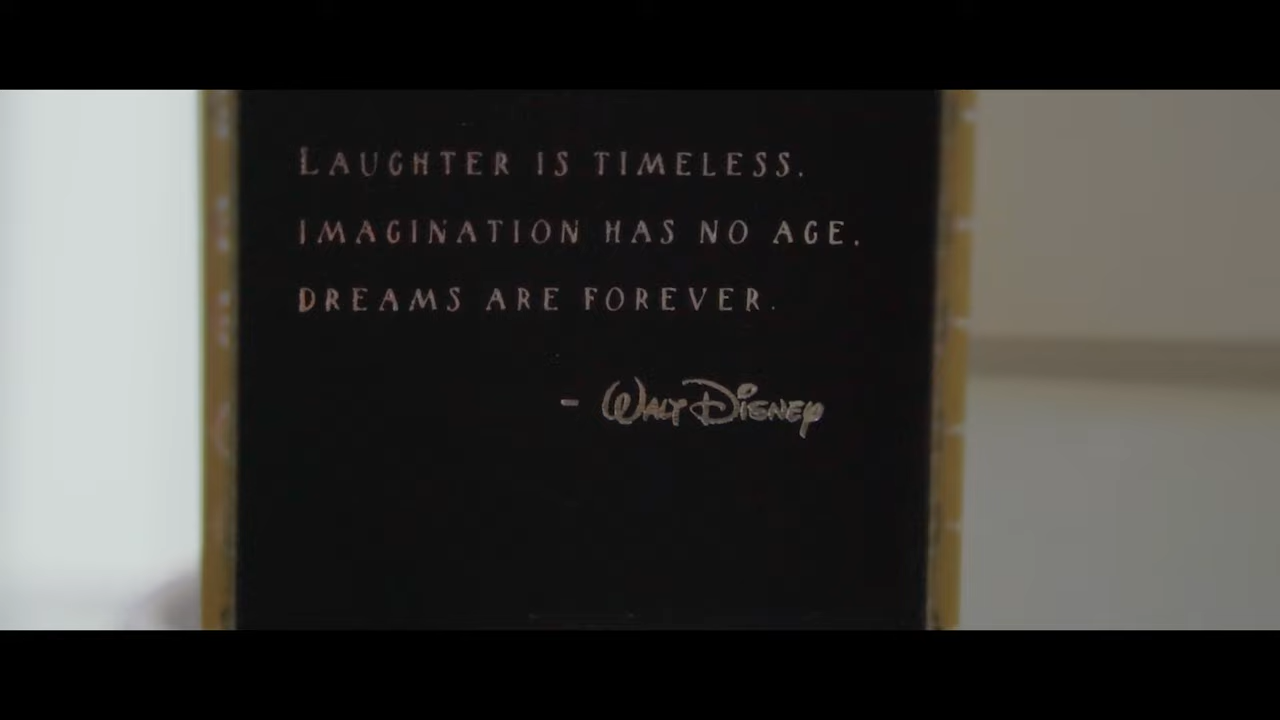 LAUGHTER IS TIMELESS.
IMAGINATION HAS NO AGE.
DREAMS ARE FOREVER.
- WALT DISNEY